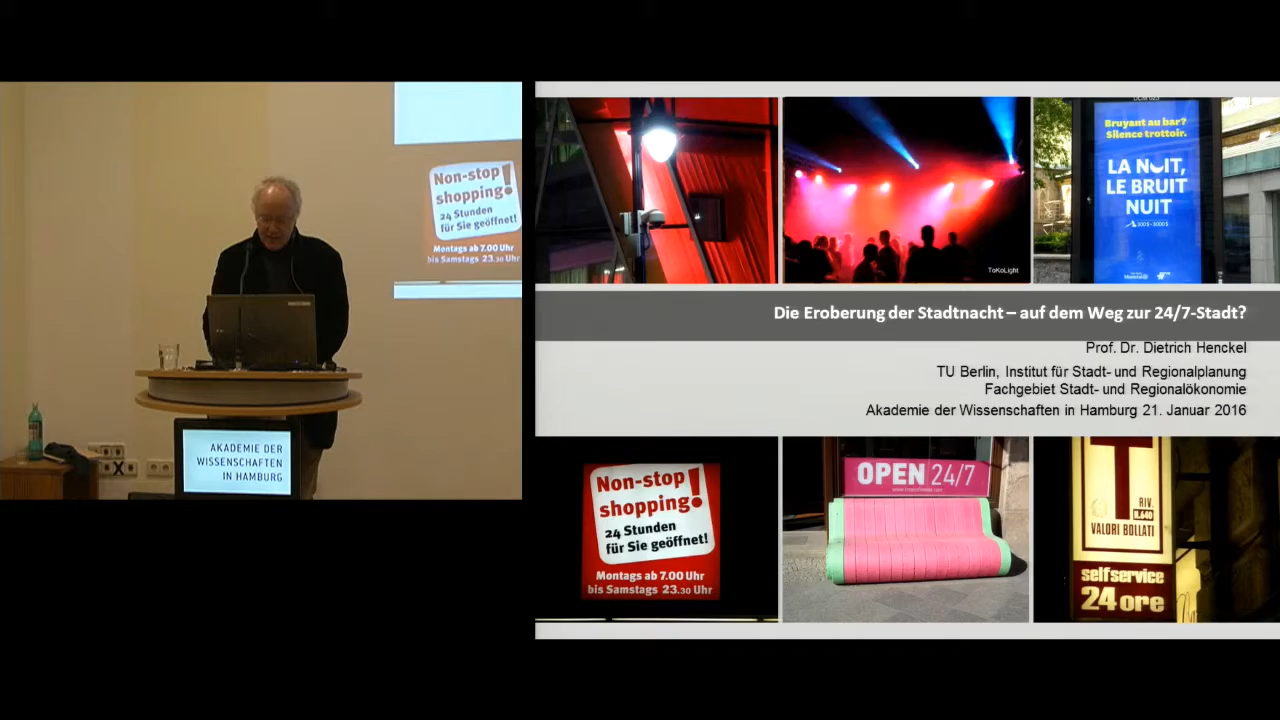 Non-stop
shopping!
24 Stunden
für Sie geöffnet!
Montags ab 7.00 Uhr
bis Samstags 23.30 Uhr
AKADEMIE DER
WISSENSCHAFTEN
IN HAMBURG
X
ToKoLight
Bruyant au bar?
Silence trottoir.
LA NUIT,
LE BRUIT
NUIT
Die Eroberung der Stadtnacht – auf dem Weg zur 24/7-Stadt?
Prof. Dr. Dietrich Henckel
TU Berlin, Institut für Stadt- und Regionalplanung
Fachgebiet Stadt- und Regionalökonomie
Akademie der Wissenschaften in Hamburg 21. Januar 2016
Non-stop
shopping!
24 Stunden
für Sie geöffnet!
Montags ab 7.00 Uhr
bis Samstags 23.30 Uhr
OPEN 24/7
T
RIV.
N.640
VALORI BOLLATI
self service
24 ore